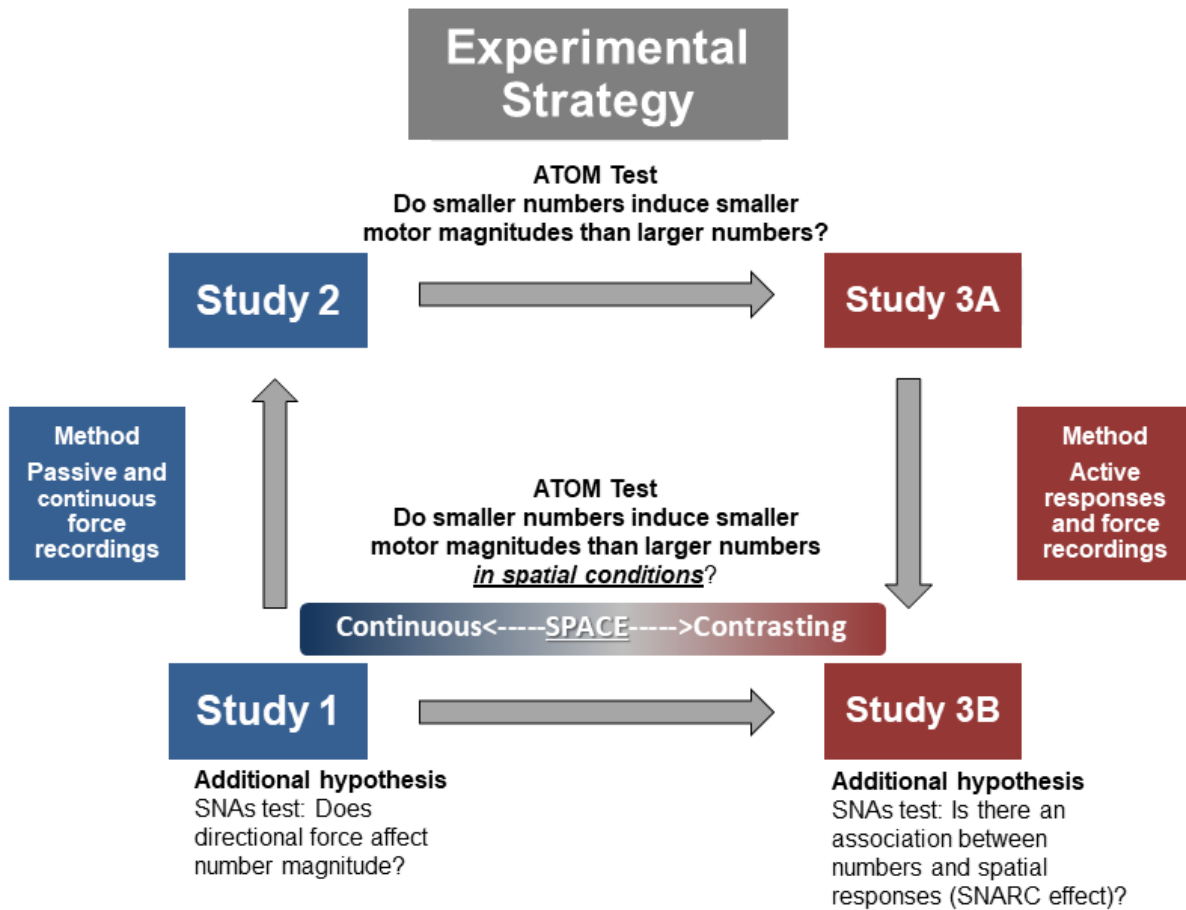 Experimental
Strategy
ATOM Test
Do smaller numbers induce smaller
motor magnitudes than larger numbers?
Study 2
Study 3A
Method
Passive and
continuous
force
recordings
Method
Active
responses
and force
recordings
ATOM Test
Do smaller numbers induce smaller
motor magnitudes than larger numbers
in spatial conditions?
Continuous<-----SPACE----->Contrasting
Study 1
Study 3B
Additional hypothesis
SNAs test: Does
directional force affect
number magnitude?
Additional hypothesis
SNAs test: Is there an
association between
numbers and spatial
responses (SNARC effect)?